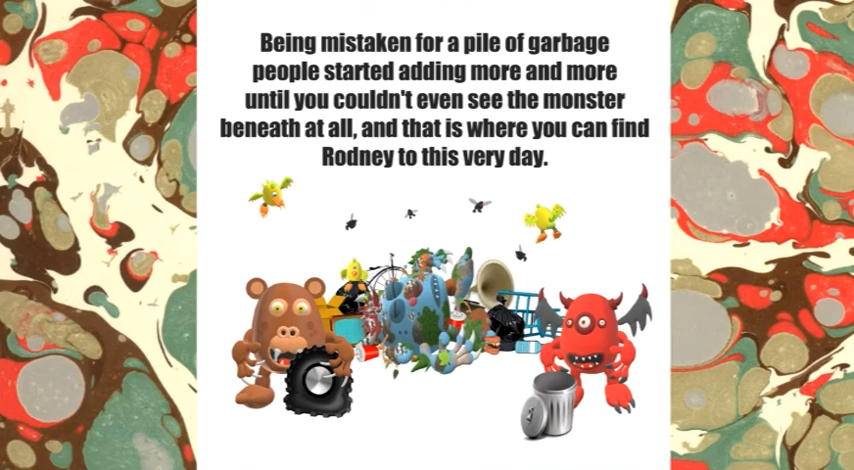 Being mistaken for a pile of garbage
people started adding more and more
until you couldn't even see the monster
beneath at all, and that is where you can find
Rodney to this very day.